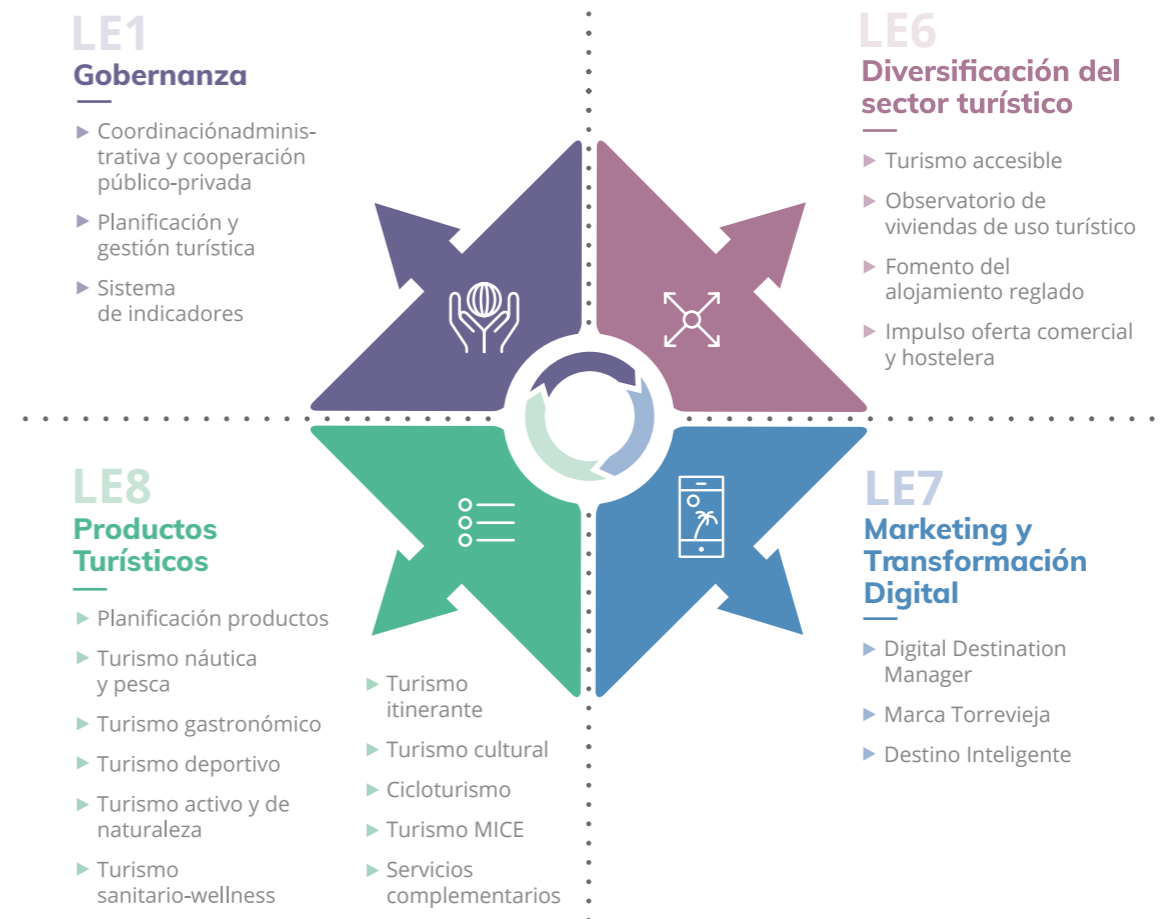 LE1
Gobernanza
Coordinaciónadminis-
trativa y cooperación
público-privada
Planificación y
gestión turística
Sistema
de indicadores
LE6
Diversificación del
sector turístico
Turismo accesible
Observatorio de
viviendas de uso turístico
Fomento del
alojamiento reglado
Impulso oferta comercial
y hostelera
LE8
Productos
Turísticos
Planificación productos
Turismo náutica
y pesca
Turismo gastronómico
Turismo deportivo
Turismo activo y de
naturaleza
Turismo
sanitario-wellness
Turismo
itinerante
Turismo cultural
Cicloturismo
Turismo MICE
Servicios
complementarios
LE7
Marketing y
Transformación
Digital
Digital Destination
Manager
Marca Torrevieja
Destino Inteligente